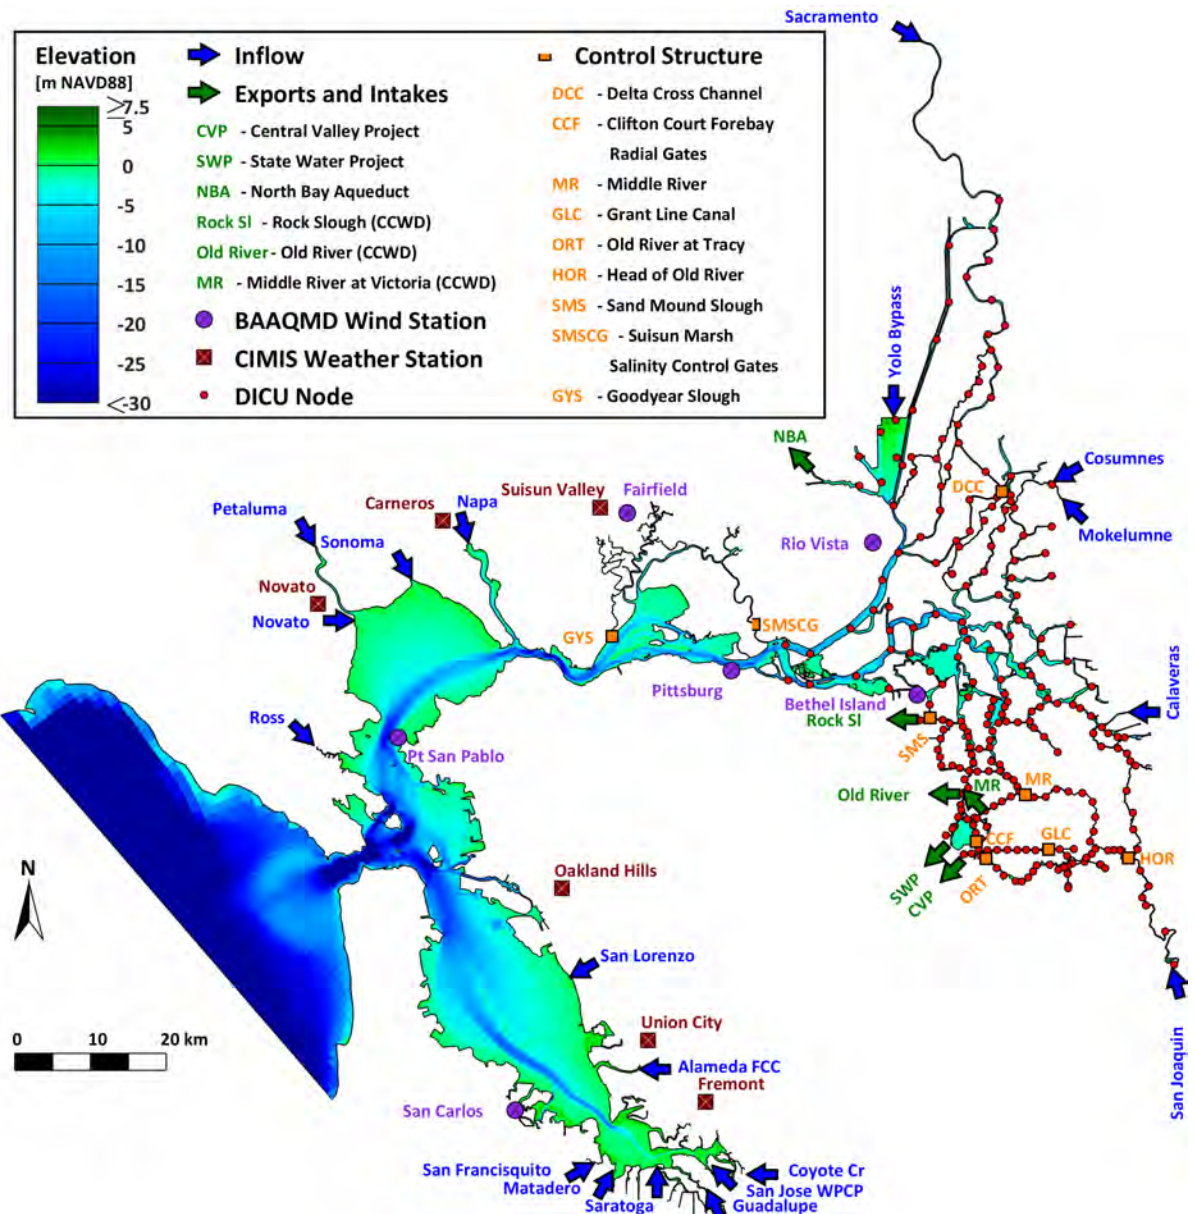 Sacramento
Elevation
[m NAVD88]
≥7.5
5
0
-5
-10
-15
-20
-25
≤-30
Inflow
Exports and Intakes
CVP - Central Valley Project
SWP - State Water Project
NBA - North Bay Aqueduct
Rock Sl - Rock Slough (CCWD)
Old River - Old River (CCWD)
MR - Middle River at Victoria (CCWD)
BAAQMD Wind Station
CIMIS Weather Station
DICU Node
Control Structure
DCC - Delta Cross Channel
CCF - Clifton Court Forebay
Radial Gates
MR - Middle River
GLC - Grant Line Canal
ORT - Old River at Tracy
HOR - Head of Old River
SMS - Sand Mound Slough
SMSCG - Suisun Marsh
Salinity Control Gates
GYS - Goodyear Slough
Yolo Bypass
NBA
Cosumnes
DCC
Mokelumne
Suisun Valley
Fairfield
Carneros
Napa
Petaluma
Sonoma
Rio Vista
Novato
Novato
GYS
SMSCG
Pittsburg
Bethel Island
Rock Sl
Calaveras
Ross
Pt San Pablo
SMS
MR
MR
Old River
CCF
GLC
HOR
SWP
CVP
ORT
N
Oakland Hills
San Lorenzo
San Joaquin
0 10 20 km
Union City
Alameda FCC
Fremont
San Carlos
San Francisquito
Matadero
Saratoga
Coyote Cr
San Jose WPCP
Guadalupe